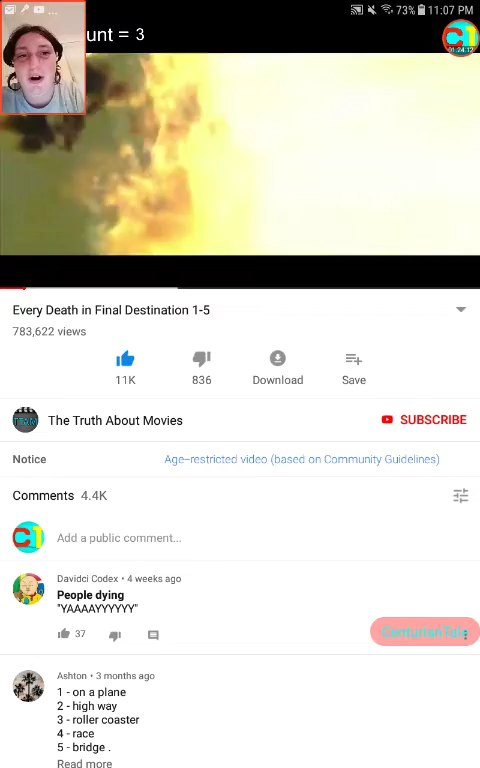 73% 11:07 PM
unt = 3
C1
01:24:12
Every Death in Final Destination 1-5
783,622 views
11K 836 Download Save
TTAM
The Truth About Movies
SUBSCRIBE
Notice Age-restricted video (based on Community Guidelines)
Comments 4.4K
C1
Add a public comment...
Davidci Codex • 4 weeks ago
People dying
"YAAAAYYYYYY"
37
CenturianTale
Ashton • 3 months ago
1 - on a plane
2 - high way
3 - roller coaster
4 - race
5 - bridge .
Read more